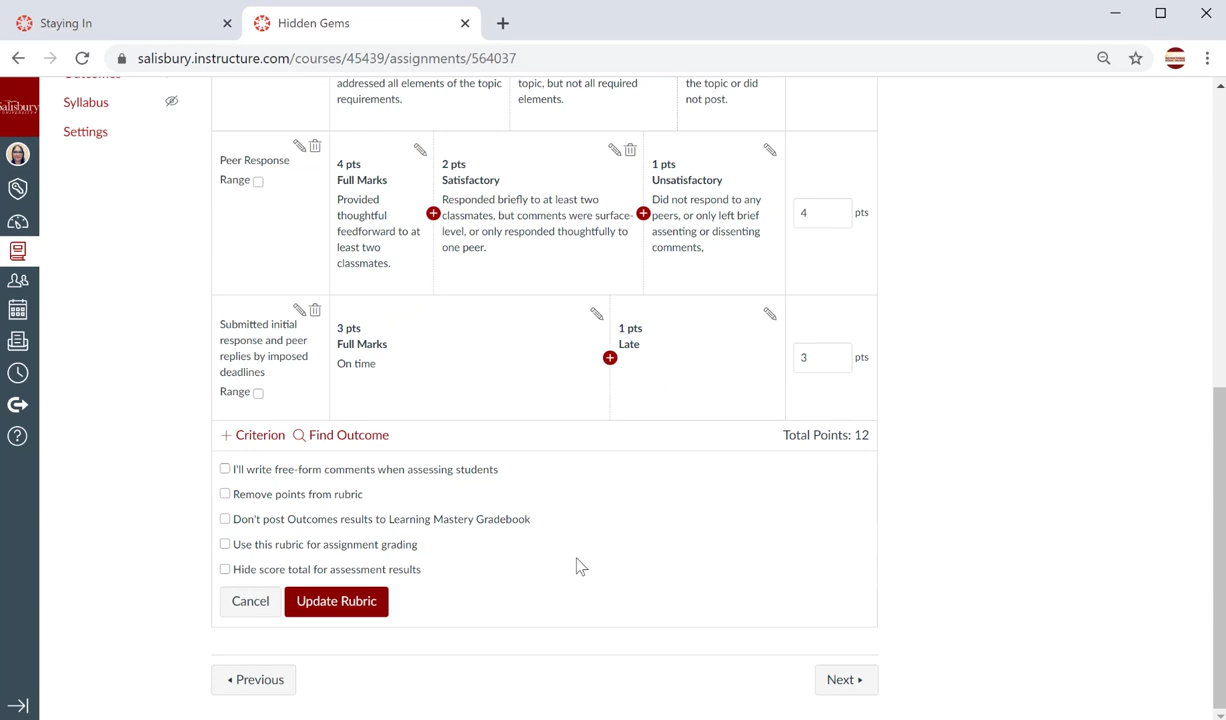 Staying In
Hidden Gems
salisbury.instructure.com/courses/45439/assignments/564037
Salisbury
Syllabus
Settings
addressed all elements of the topic
requirements.
topic, but not all required
elements.
the topic or did
not post.
Peer Response
Range
4 pts
Full Marks
Provided
thoughtful
feedforward to at
least two
classmates.
2 pts
Satisfactory
Responded briefly to at least two
classmates, but comments were surface-
level, or only responded thoughtfully to
one peer.
1 pts
Unsatisfactory
Did not respond to any
peers, or only left brief
assenting or dissenting
comments,
4 pts
Submitted initial
response and peer
replies by imposed
deadlines
Range
3 pts
Full Marks
On time
1 pts
Late
3 pts
+ Criterion Find Outcome
Total Points: 12
I'll write free-form comments when assessing students
Remove points from rubric
Don't post Outcomes results to Learning Mastery Gradebook
Use this rubric for assignment grading
Hide score total for assessment results
Cancel Update Rubric
Previous
Next